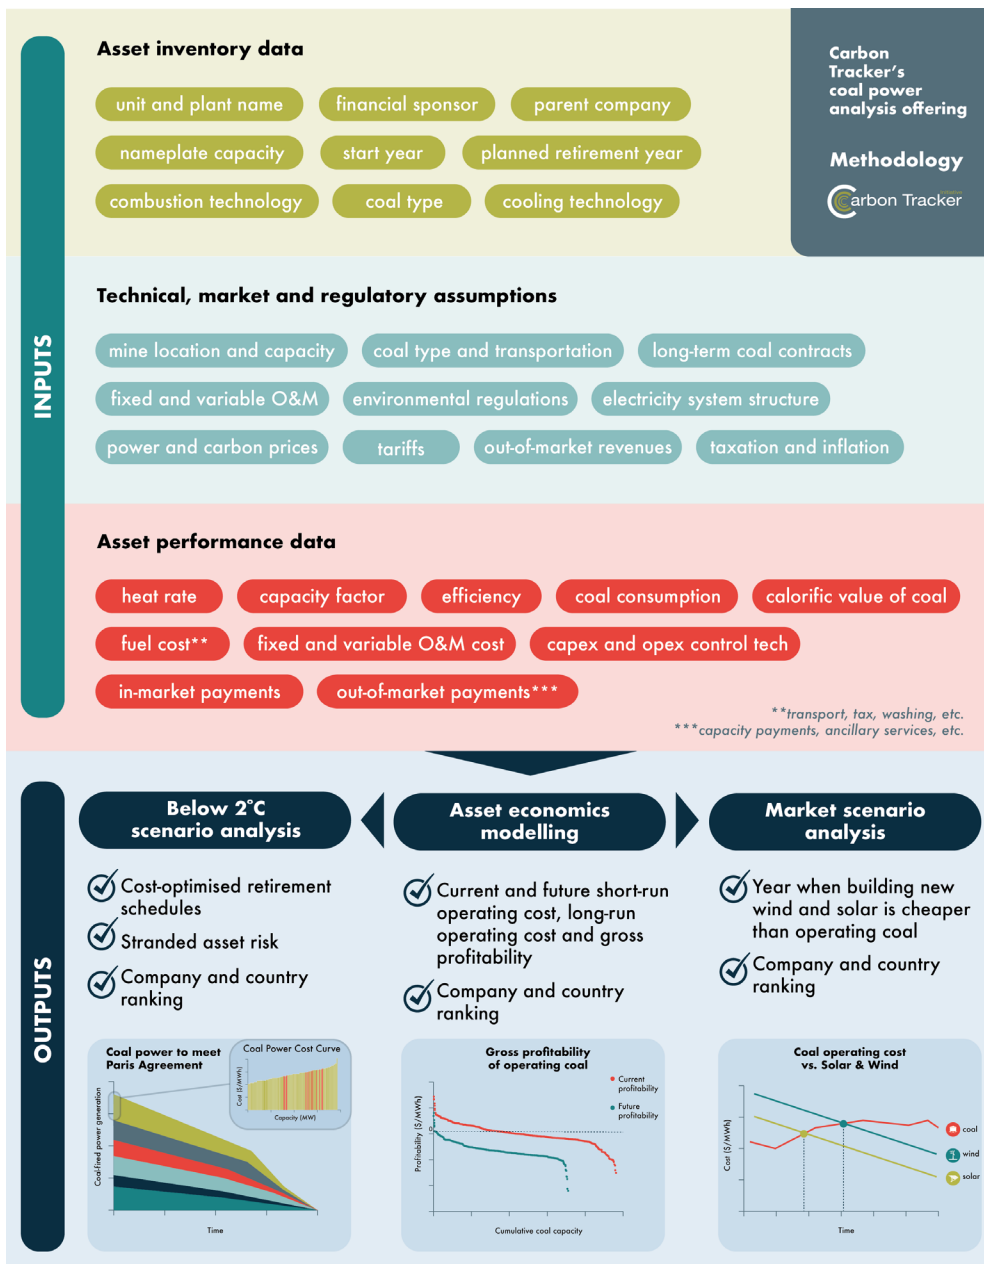 Carbon
Tracker's
coal power
analysis offering
Methodology
Carbon Tracker
Initiative
INPUTS
Asset inventory data
unit and plant name
financial sponsor
parent company
nameplate capacity
start year
planned retirement year
combustion technology
coal type
cooling technology
Technical, market and regulatory assumptions
mine location and capacity
coal type and transportation
long-term coal contracts
fixed and variable O&M
environmental regulations
electricity system structure
power and carbon prices
tariffs
out-of-market revenues
taxation and inflation
Asset performance data
heat rate
capacity factor
efficiency
coal consumption
calorific value of coal
fuel cost**
fixed and variable O&M cost
capex and opex control tech
in-market payments
out-of-market payments***
**transport, tax, washing, etc.
***capacity payments, ancillary services, etc.
OUTPUTS
Below 2°C
scenario analysis
Cost-optimised retirement
schedules
Stranded asset risk
Company and country
ranking
Coal power to meet
Paris Agreement
Coal-fired power generation
Time
Coal Power Cost Curve
Cost ($/MWh)
Capacity (MW)
Asset economics
modelling
Current and future short-run
operating cost, long-run
operating cost and gross
profitability
Company and country
ranking
Gross profitability
of operating coal
Current
profitability
Future
profitability
Profitability ($/MWh)
0
Cumulative coal capacity
Market scenario
analysis
Year when building new
wind and solar is cheaper
than operating coal
Company and country
ranking
Coal operating cost
vs. Solar & Wind
Cost ($/MWh)
coal
wind
solar
Time